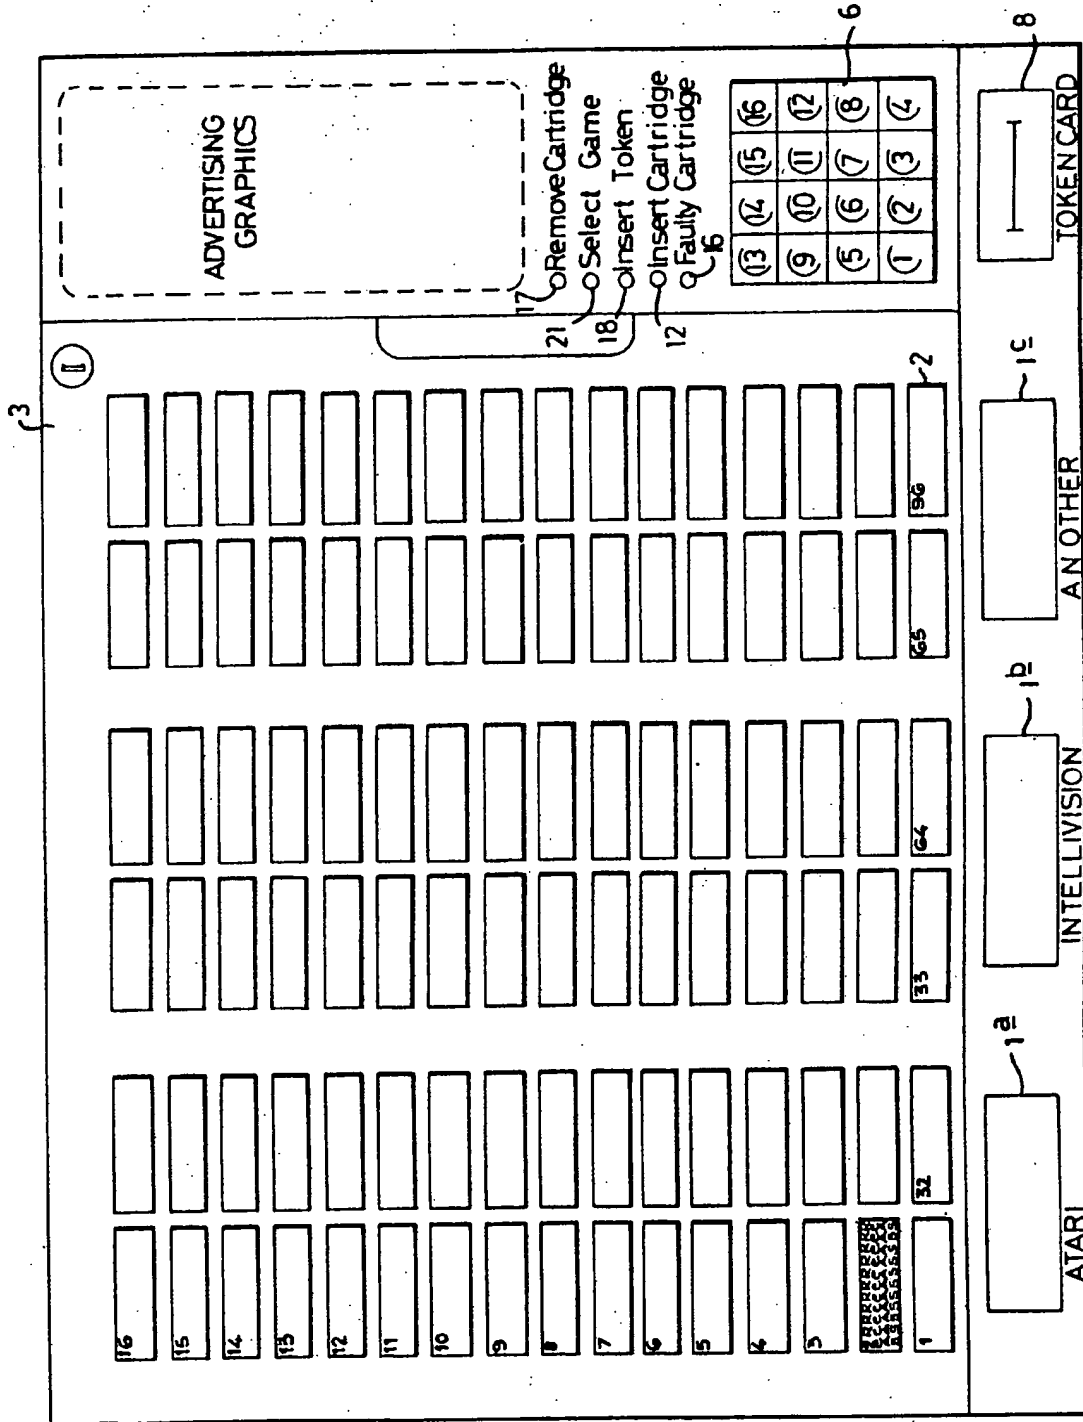 ADVERTISING
GRAPHICS
17
Remove Cartridge
21
Select Game
18
Insert Token
12
Insert Cartridge
16
Faulty Cartridge
13 14 15 16
9 10 11 12
5 6 7 8
1 2 3 4
6
8
TOKEN CARD
3
16
15
14
13
12
11
10
9
8
7
6
5
4
3
1
32
33
64
65
96
2
1a
ATARI
1b
INTELLIVISION
1c
AN OTHER